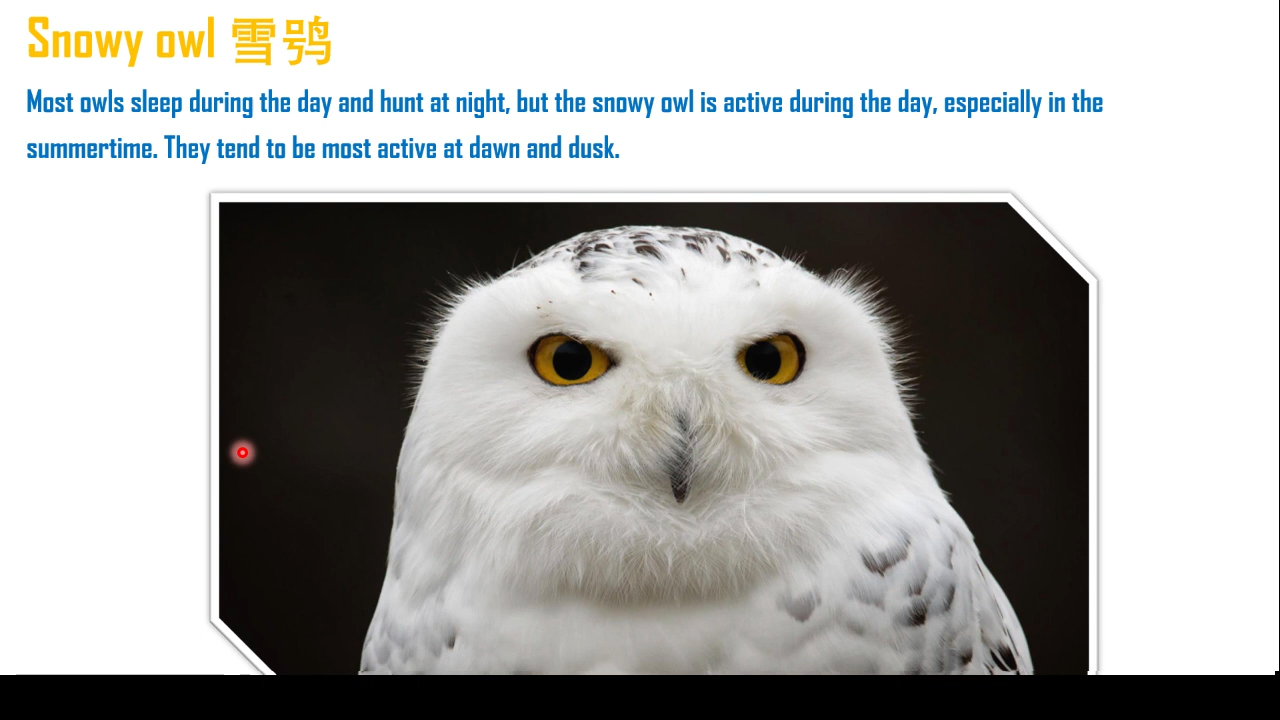 Snowy owl 雪鸮
Most owls sleep during the day and hunt at night, but the snowy owl is active during the day, especially in the
summertime. They tend to be most active at dawn and dusk.